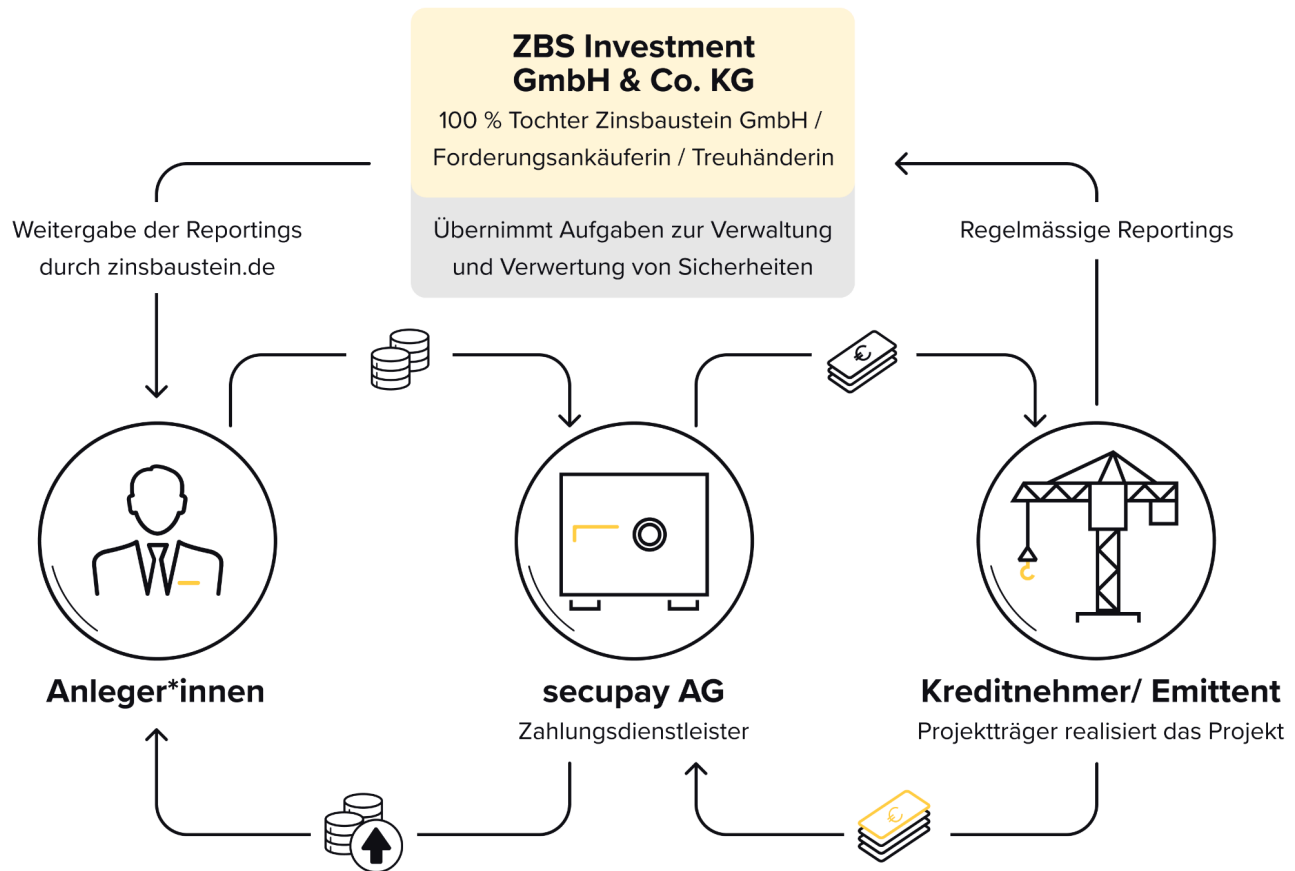 ZBS Investment
GmbH & Co. KG
100 % Tochter Zinsbaustein GmbH /
Forderungsankäuferin / Treuhänderin
Weitergabe der Reportings
durch zinsbaustein.de
Übernimmt Aufgaben zur Verwaltung
und Verwertung von Sicherheiten
Regelmässige Reportings
€
Anleger*innen
secupay AG
Zahlungsdienstleister
Kreditnehmer/ Emittent
Projektträger realisiert das Projekt
€